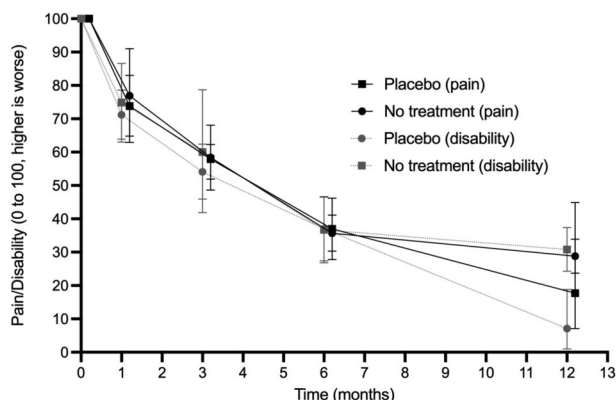 100
90
80
70
60
50
40
30
20
10
0
Pain/Disability (0 to 100, higher is worse)
Placebo (pain)
No treatment (pain)
Placebo (disability)
No treatment (disability)
0 1 2 3 4 5 6 7 8 9 10 11 12 13
Time (months)